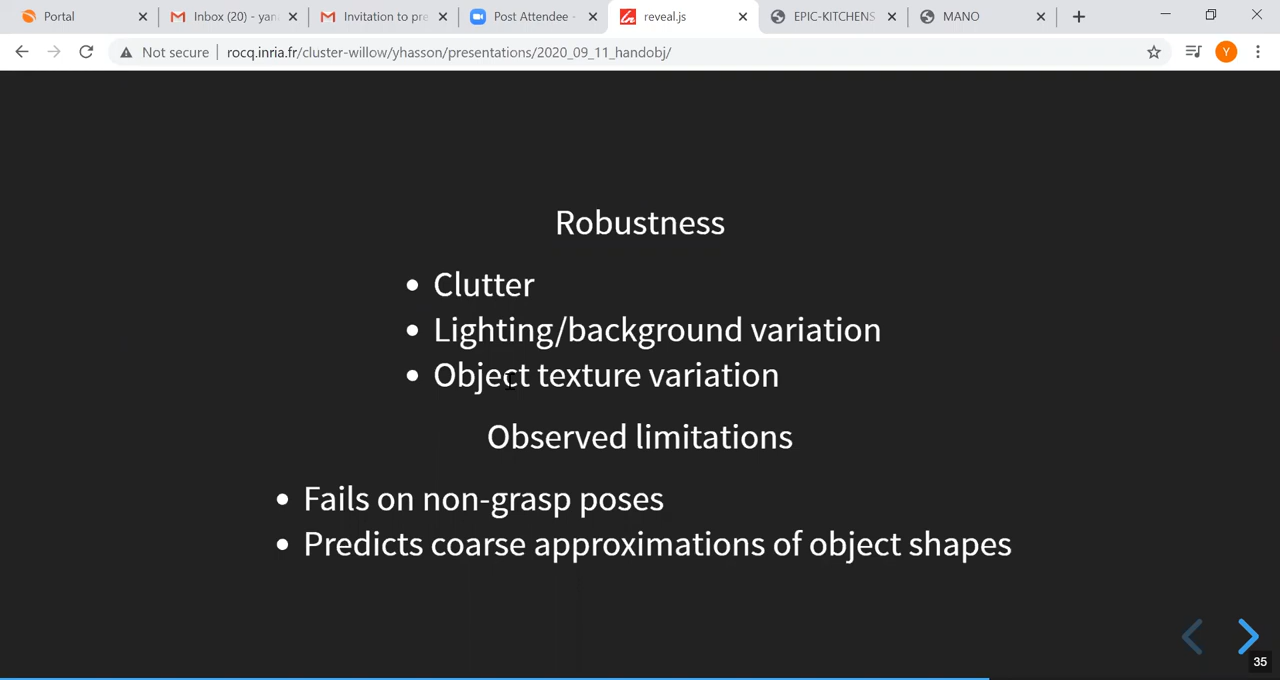 Portal
Inbox (20) - yan
Invitation to pre
Post Attendee -
reveal.js
EPIC-KITCHENS
MANO
Not secure
rocq.inria.fr/cluster-willow/yhasson/presentations/2020_09_11_handobj/
Y
Robustness
• Clutter
• Lighting/background variation
• Object texture variation
Observed limitations
• Fails on non-grasp poses
• Predicts coarse approximations of object shapes
35